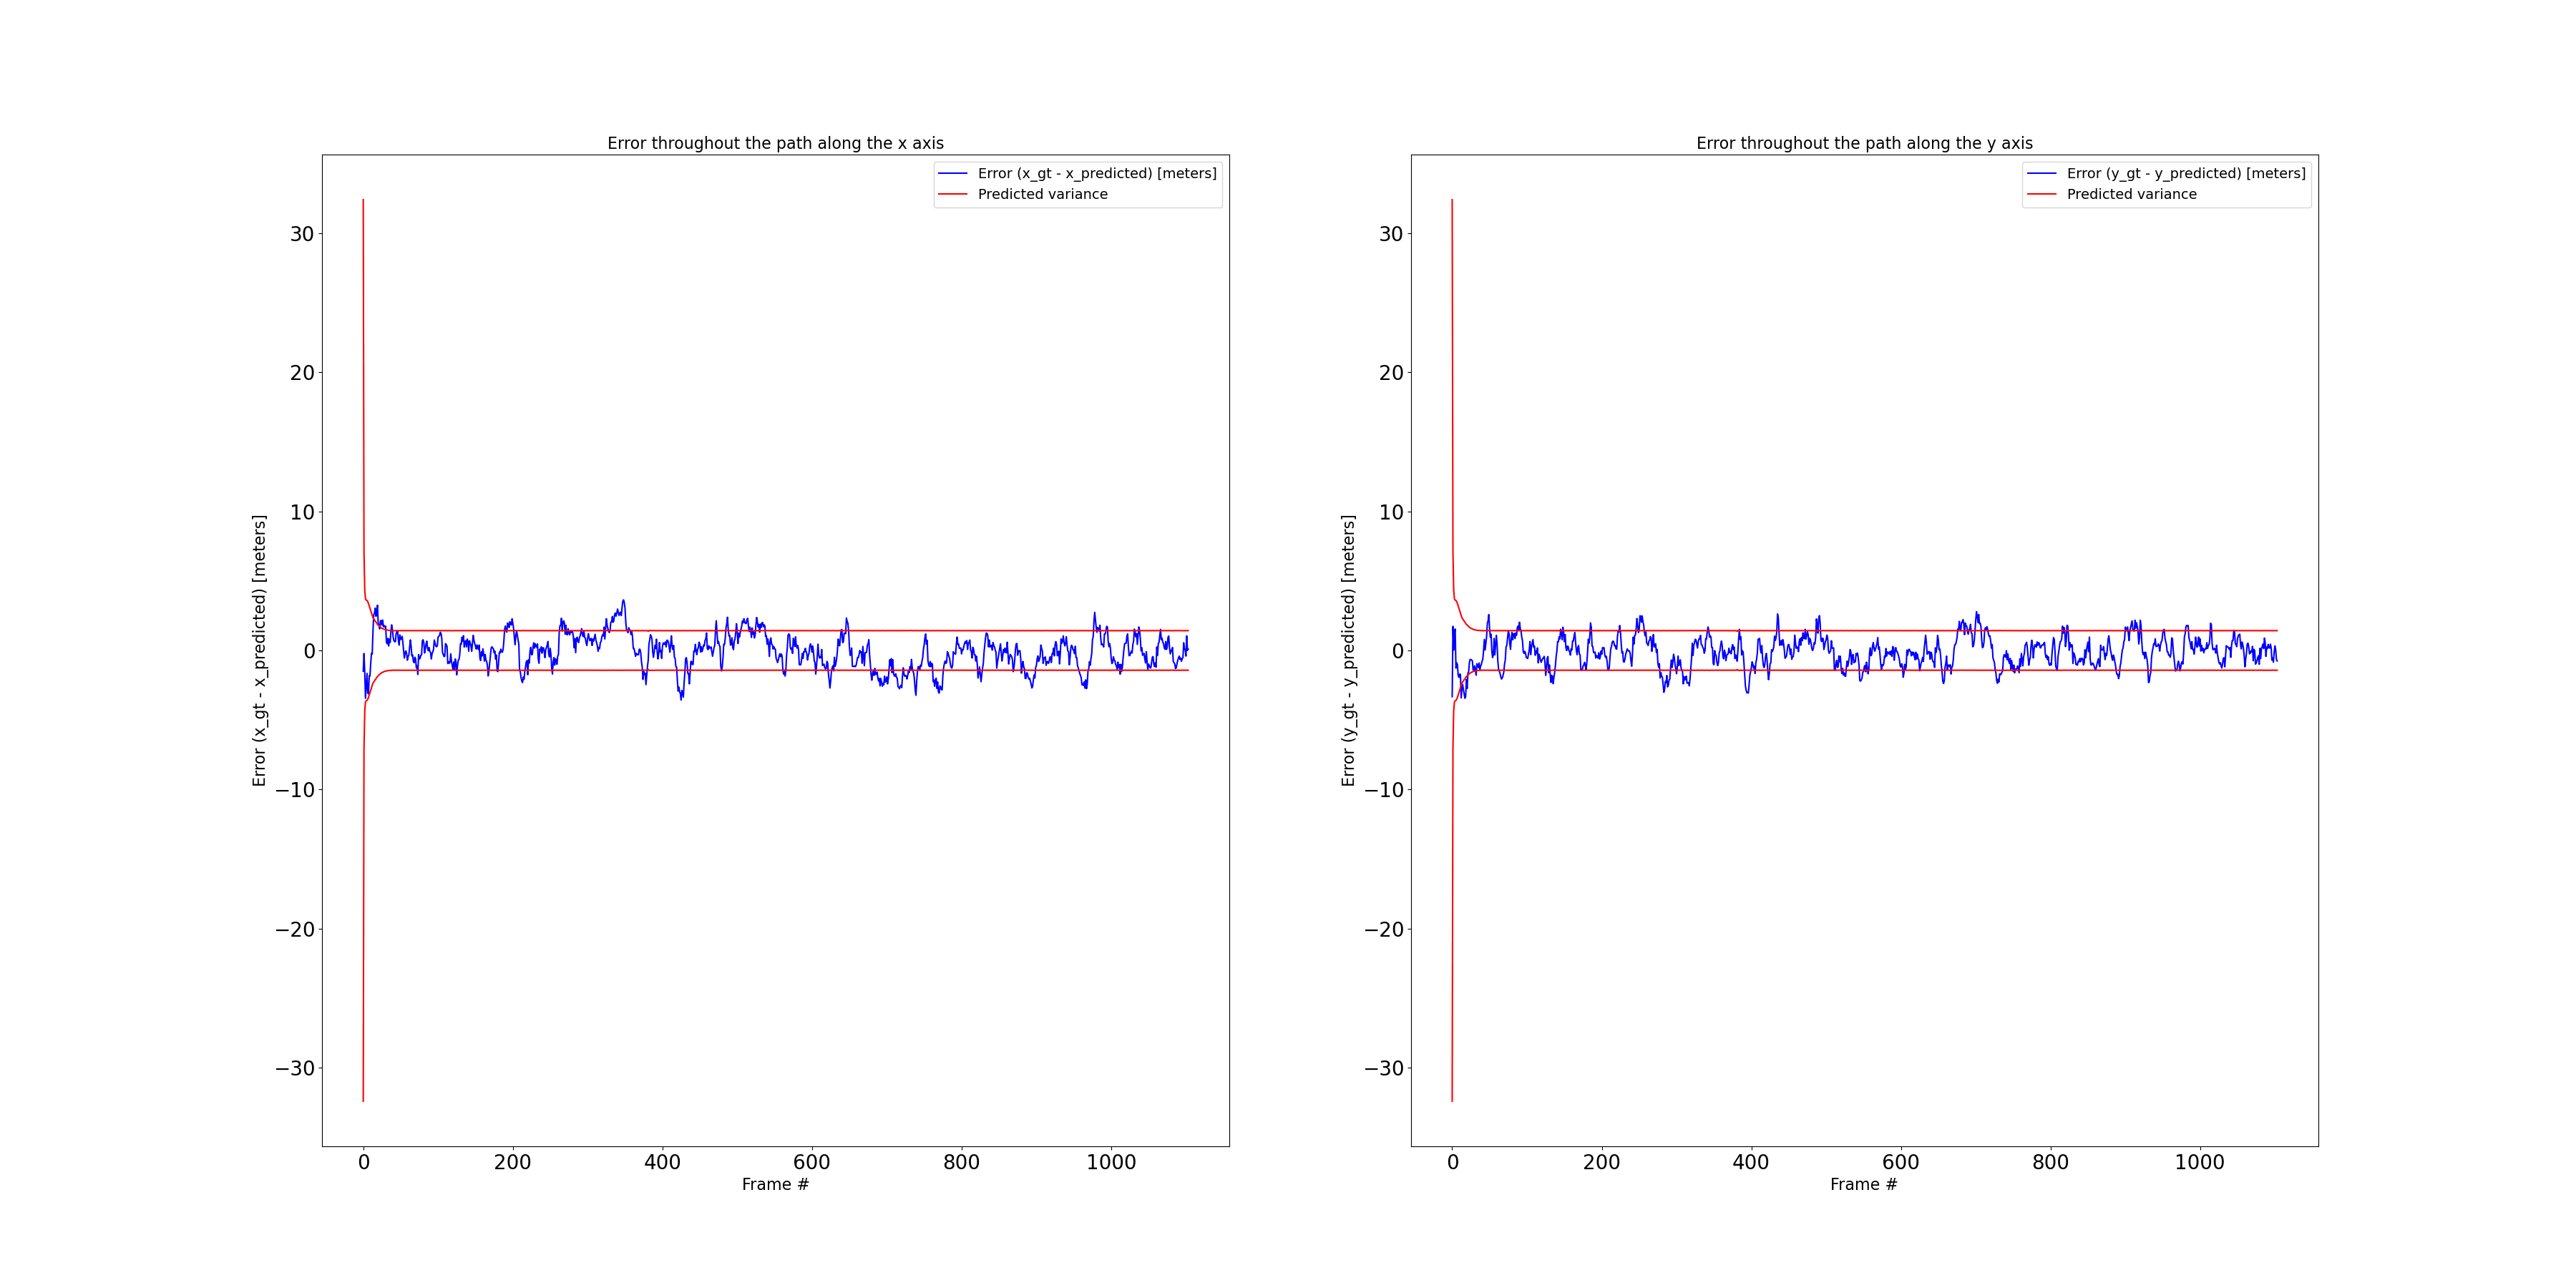 Error throughout the path along the x axis
Error (x_gt - x_predicted) [meters]
Predicted variance
30
20
10
0
−10
−20
−30
Error (x_gt - x_predicted) [meters]
0 200 400 600 800 1000
Frame #
Error throughout the path along the y axis
Error (y_gt - y_predicted) [meters]
Predicted variance
30
20
10
0
−10
−20
−30
Error (y_gt - y_predicted) [meters]
0 200 400 600 800 1000
Frame #